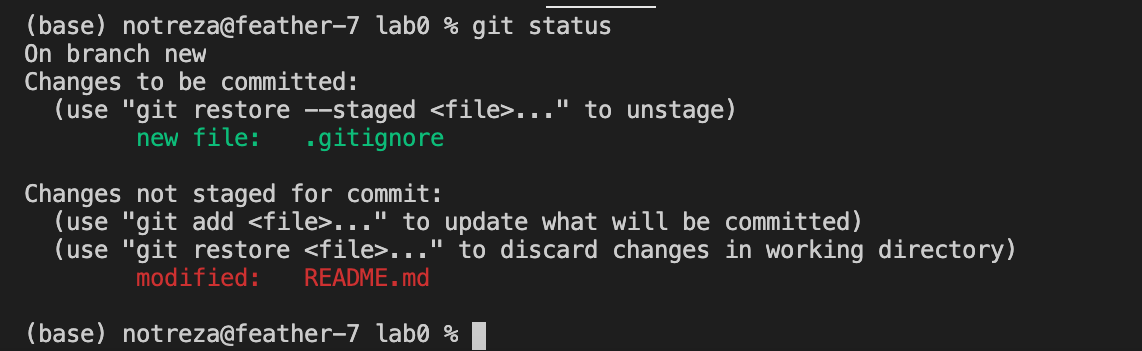 (base) notreza@feather-7 lab0 % git status
On branch new
Changes to be committed:
  (use "git restore --staged <file>..." to unstage)
        new file:   .gitignore

Changes not staged for commit:
  (use "git add <file>..." to update what will be committed)
  (use "git restore <file>..." to discard changes in working directory)
        modified:   README.md

(base) notreza@feather-7 lab0 %